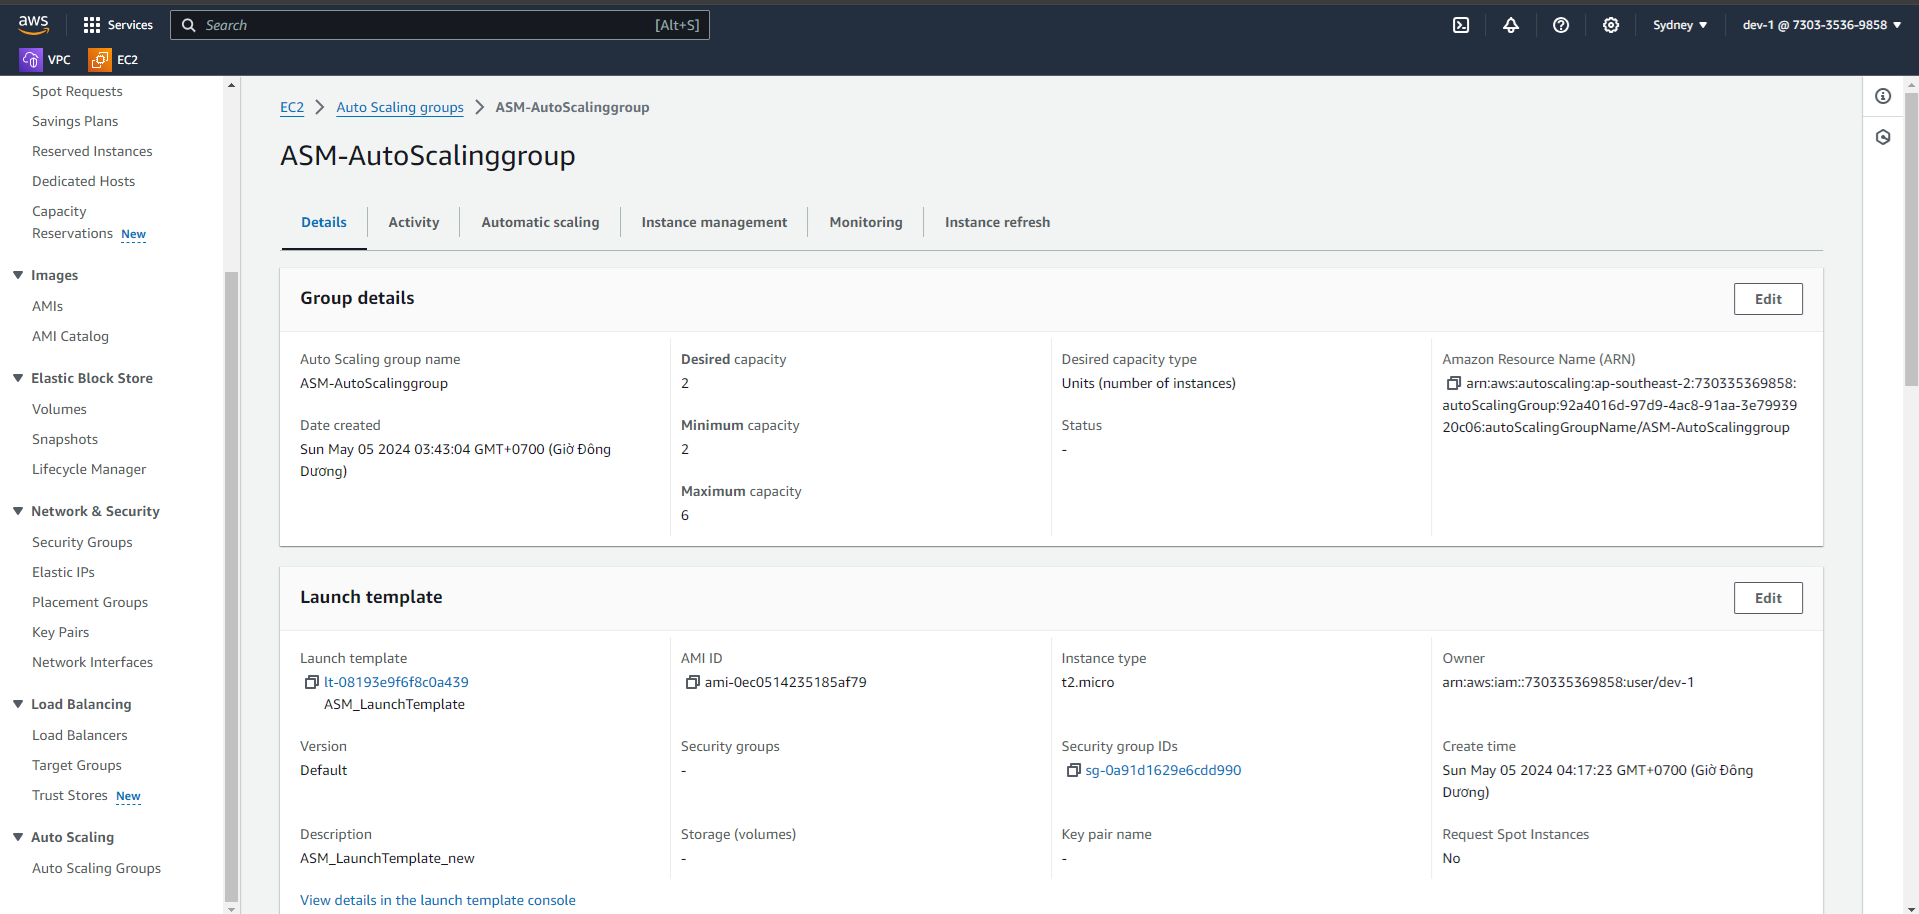 aws
Services
Search
[Alt+S]
Sydney
dev-1 @ 7303-3536-9858
VPC
EC2
Spot Requests
Savings Plans
Reserved Instances
Dedicated Hosts
Capacity
Reservations New
Images
AMIs
AMI Catalog
Elastic Block Store
Volumes
Snapshots
Lifecycle Manager
Network & Security
Security Groups
Elastic IPs
Placement Groups
Key Pairs
Network Interfaces
Load Balancing
Load Balancers
Target Groups
Trust Stores New
Auto Scaling
Auto Scaling Groups
EC2 > Auto Scaling groups > ASM-AutoScalinggroup
ASM-AutoScalinggroup
Details
Activity
Automatic scaling
Instance management
Monitoring
Instance refresh
Group details
Edit
Auto Scaling group name
ASM-AutoScalinggroup
Date created
Sun May 05 2024 03:43:04 GMT+0700 (Giờ Đông
Dương)
Desired capacity
2
Minimum capacity
2
Maximum capacity
6
Desired capacity type
Units (number of instances)
Status
-
Amazon Resource Name (ARN)
arn:aws:autoscaling:ap-southeast-2:730335369858:
autoScalingGroup:92a4016d-97d9-4ac8-91aa-3e79939
20c06:autoScalingGroupName/ASM-AutoScalinggroup
Launch template
Edit
Launch template
lt-08193e9f6f8c0a439
ASM_LaunchTemplate
AMI ID
ami-0ec0514235185af79
Instance type
t2.micro
Owner
arn:aws:iam::730335369858:user/dev-1
Version
Default
Security groups
-
Security group IDs
sg-0a91d1629e6cdd990
Create time
Sun May 05 2024 04:17:23 GMT+0700 (Giờ Đông
Dương)
Description
ASM_LaunchTemplate_new
Storage (volumes)
-
Key pair name
-
Request Spot Instances
No
View details in the launch template console